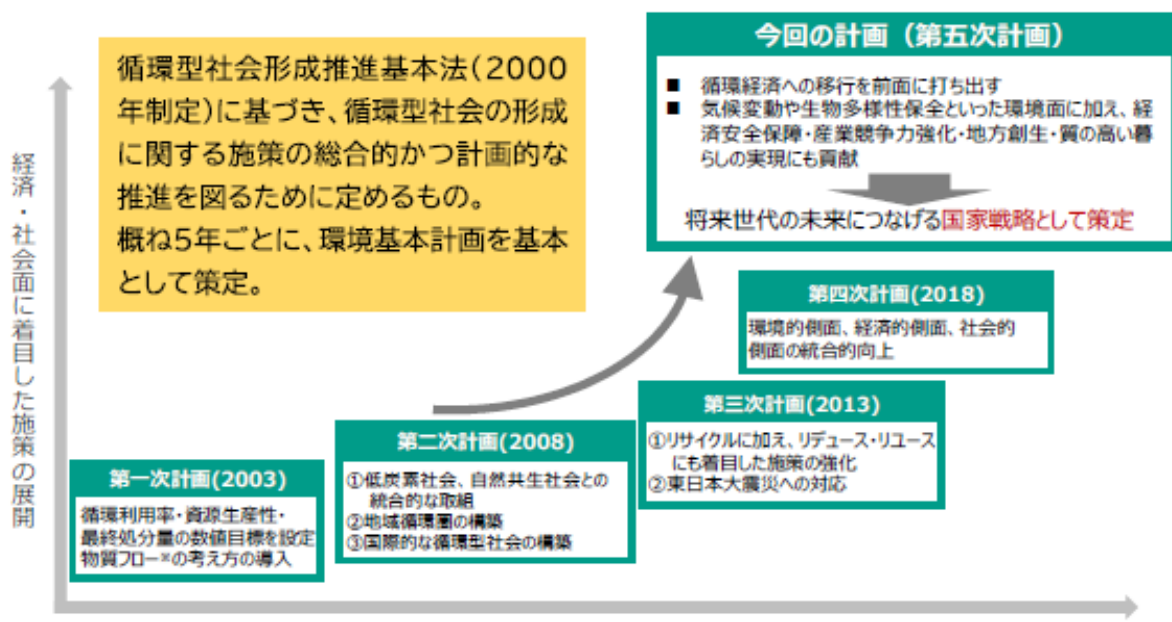 循環型社会形成推進基本法(2000
年制定)に基づき、循環型社会の形成
に関する施策の総合的かつ計画的な
推進を図るために定めるもの。
概ね5年ごとに、環境基本計画を基本
として策定。
今回の計画（第五次計画）
■ 循環経済への移行を前面に打ち出す
■ 気候変動や生物多様性保全といった環境面に加え、経
済安全保障・産業競争力強化・地方創生・質の高い暮
らしの実現にも貢献
将来世代の未来につなげる国家戦略として策定
経済・社会面に着目した施策の展開
第四次計画(2018)
環境的側面、経済的側面、社会的
側面の統合的向上
第三次計画(2013)
①リサイクルに加え、リデュース・リユース
にも着目した施策の強化
②東日本大震災への対応
第二次計画(2008)
①低炭素社会、自然共生社会との
統合的な取組
②地域循環圏の構築
③国際的な循環型社会の構築
第一次計画(2003)
循環利用率・資源生産性・
最終処分量の数値目標を設定
物質フロー※の考え方の導入